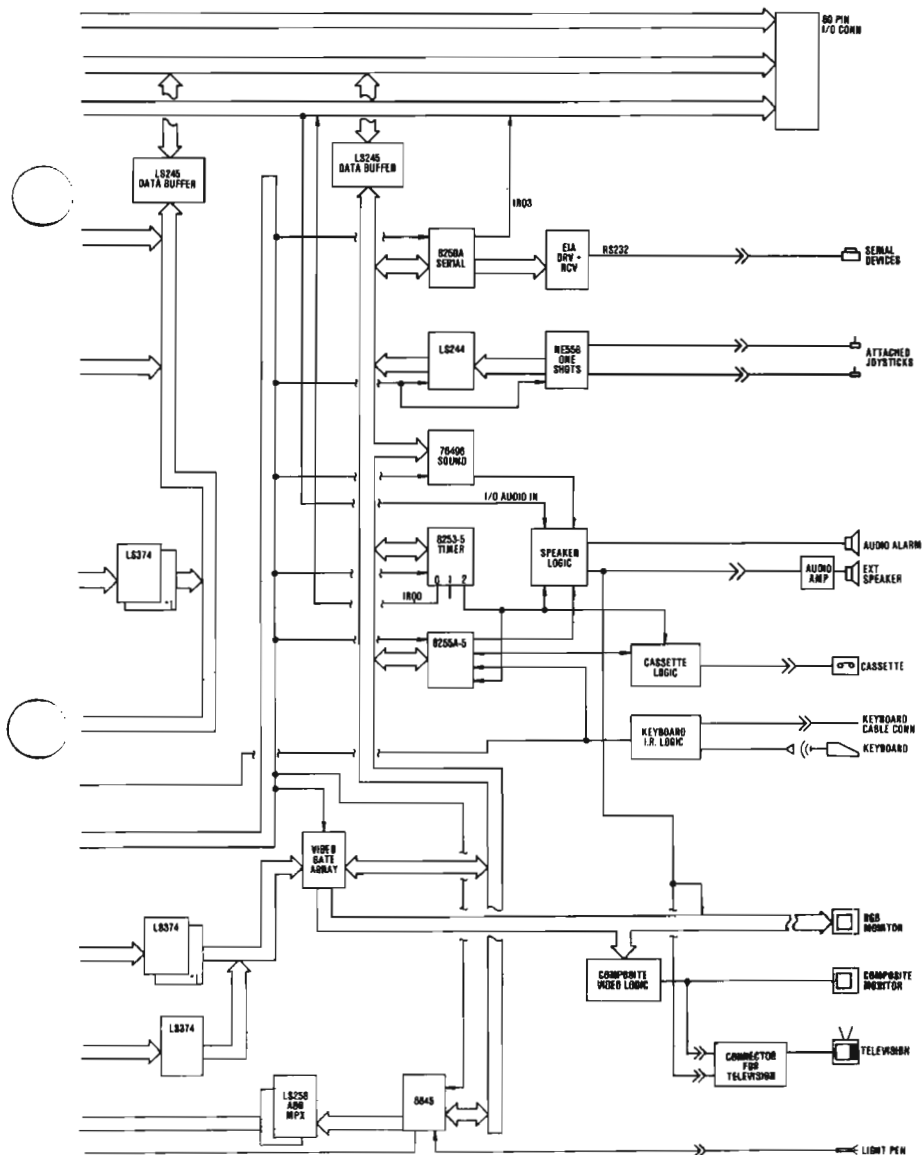 60 PIN
I/O CONN
LS245
DATA BUFFER
LS245
DATA BUFFER
IRQ3
8250A
SERIAL
EIA
DRV +
RCV
RS232
SERIAL
DEVICES
LS244
NE556
ONE
SHOTS
ATTACHED
JOYSTICKS
76496
SOUND
I/O AUDIO IN
LS374
8253-5
TIMER
0 1 2
IRQ0
SPEAKER
LOGIC
AUDIO ALARM
AUDIO
AMP
EXT
SPEAKER
8255A-5
CASSETTE
LOGIC
CASSETTE
KEYBOARD
I.R. LOGIC
KEYBOARD
CABLE CONN
KEYBOARD
VIDEO
GATE
ARRAY
LS374
RGB
MONITOR
COMPOSITE
VIDEO LOGIC
COMPOSITE
MONITOR
LS374
CONNECTOR
FOR
TELEVISION
TELEVISION
LS258
ADD
MPX
6845
LIGHT PEN